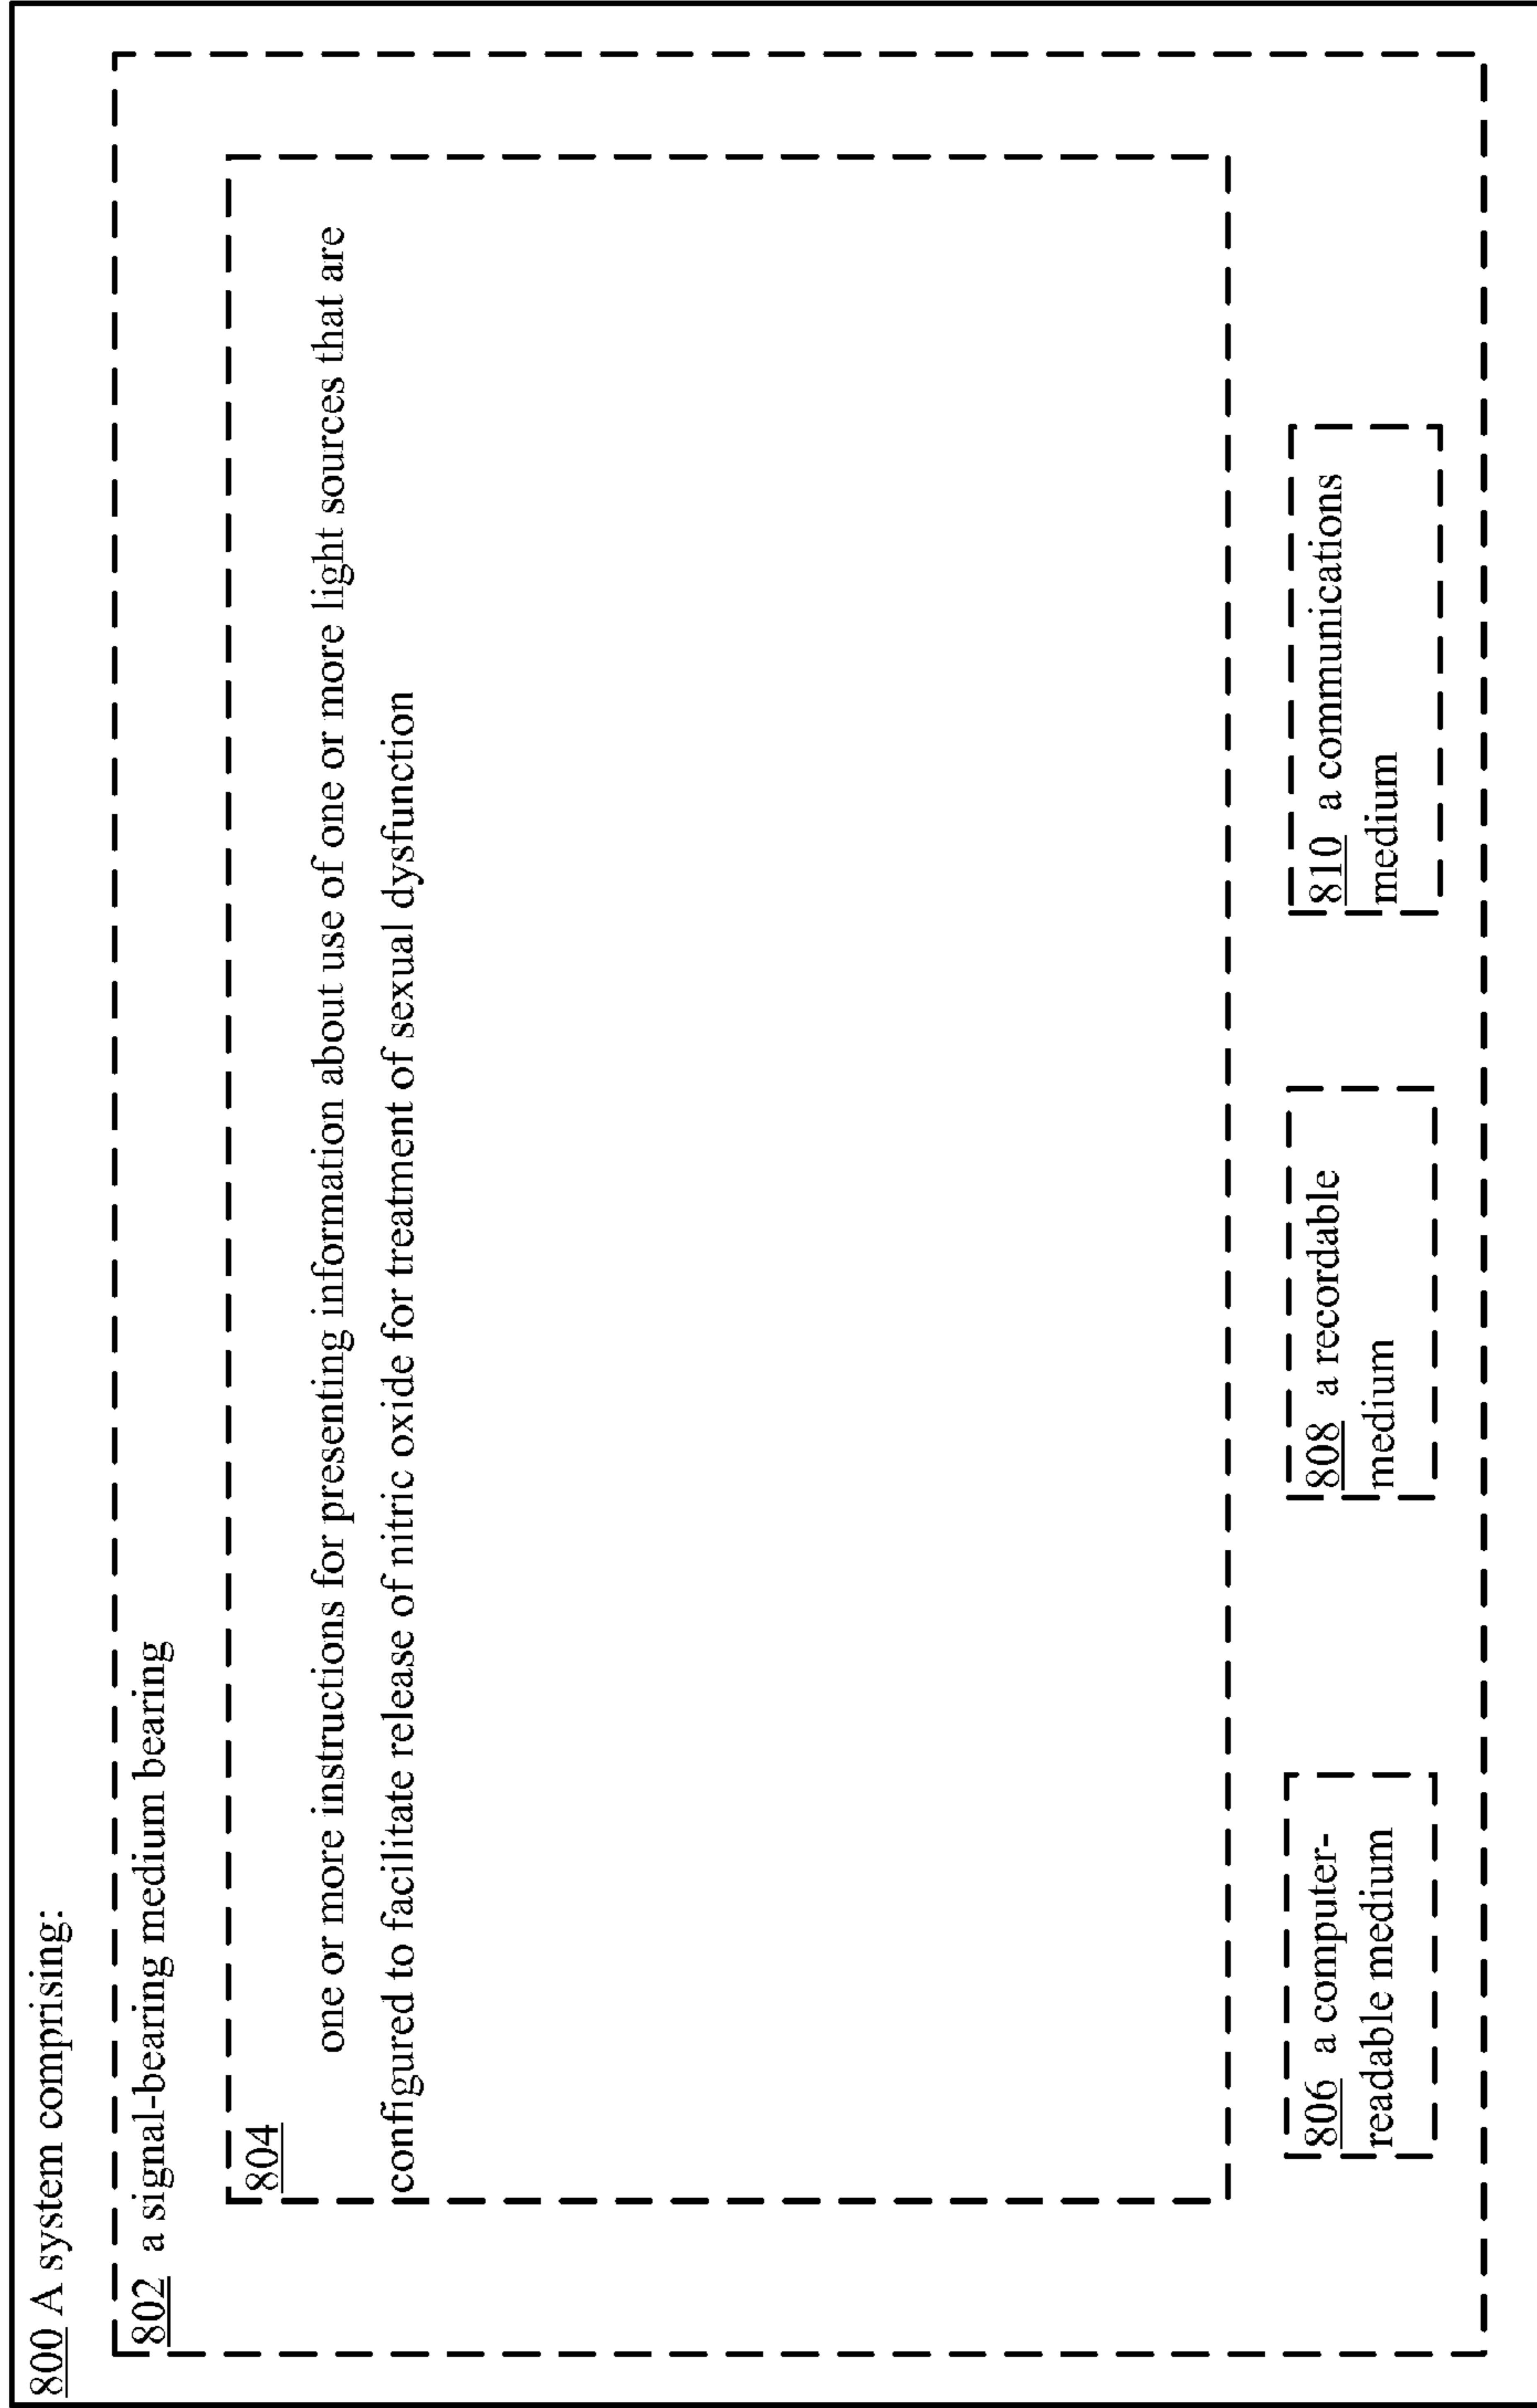 800 A system comprising:
802 a signal-bearing medium bearing
804
one or more instructions for presenting information about use of one or more light sources that are
configured to facilitate release of nitric oxide for treatment of sexual dysfunction
806 a computer-
readable medium
808 a recordable
medium
810 a communications
medium